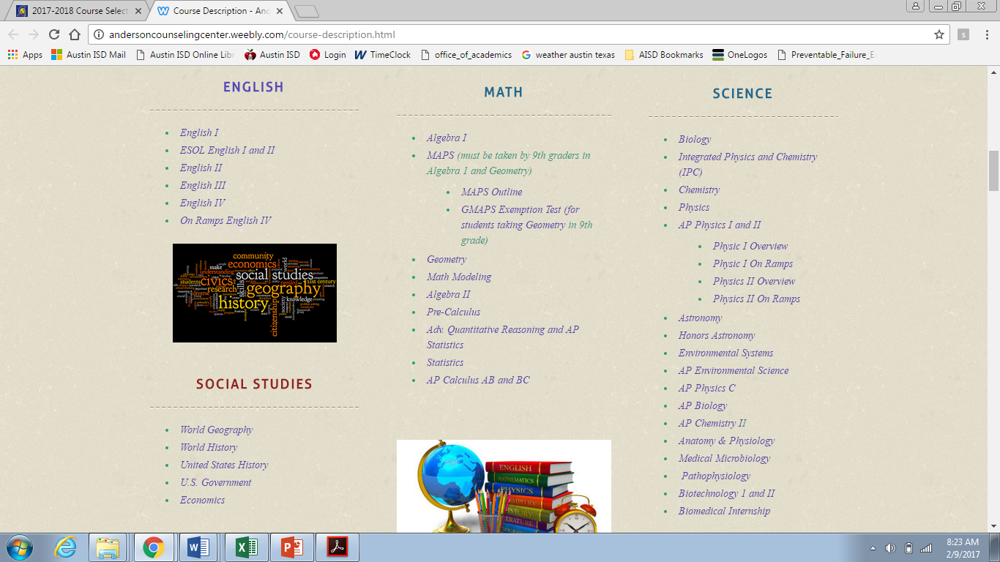 2017-2018 Course Select
Course Description - And
andersoncounselingcenter.weebly.com/course-description.html
Apps
Austin ISD Mail
Austin ISD Online Libr
Austin ISD
Login
TimeClock
office_of_academics
weather austin texas
AISD Bookmarks
OneLogos
Preventable_Failure_E
ENGLISH
English I
ESOL English I and II
English II
English III
English IV
On Ramps English IV
community
economics
make
understanding
social studies
students
civics
21st century
research
skills
geography
diverse
history
knowledge
citizenship
society
world
SOCIAL STUDIES
World Geography
World History
United States History
U.S. Government
Economics
MATH
Algebra I
MAPS (must be taken by 9th graders in
Algebra 1 and Geometry)
MAPS Outline
GMAPS Exemption Test (for
students taking Geometry in 9th
grade)
Geometry
Math Modeling
Algebra II
Pre-Calculus
Adv. Quantitative Reasoning and AP
Statistics
Statistics
AP Calculus AB and BC
ENGLISH
MATHEMATICS
PHYSICS
EMISTRY
ISTORY
ERATURE
SCIENCE
Biology
Integrated Physics and Chemistry
(IPC)
Chemistry
Physics
AP Physics I and II
Physic I Overview
Physic I On Ramps
Physics II Overview
Physics II On Ramps
Astronomy
Honors Astronomy
Environmental Systems
AP Environmental Science
AP Physics C
AP Biology
AP Chemistry II
Anatomy & Physiology
Medical Microbiology
Pathophysiology
Biotechnology 1 and II
Biomedical Internship
8:23 AM
2/9/2017